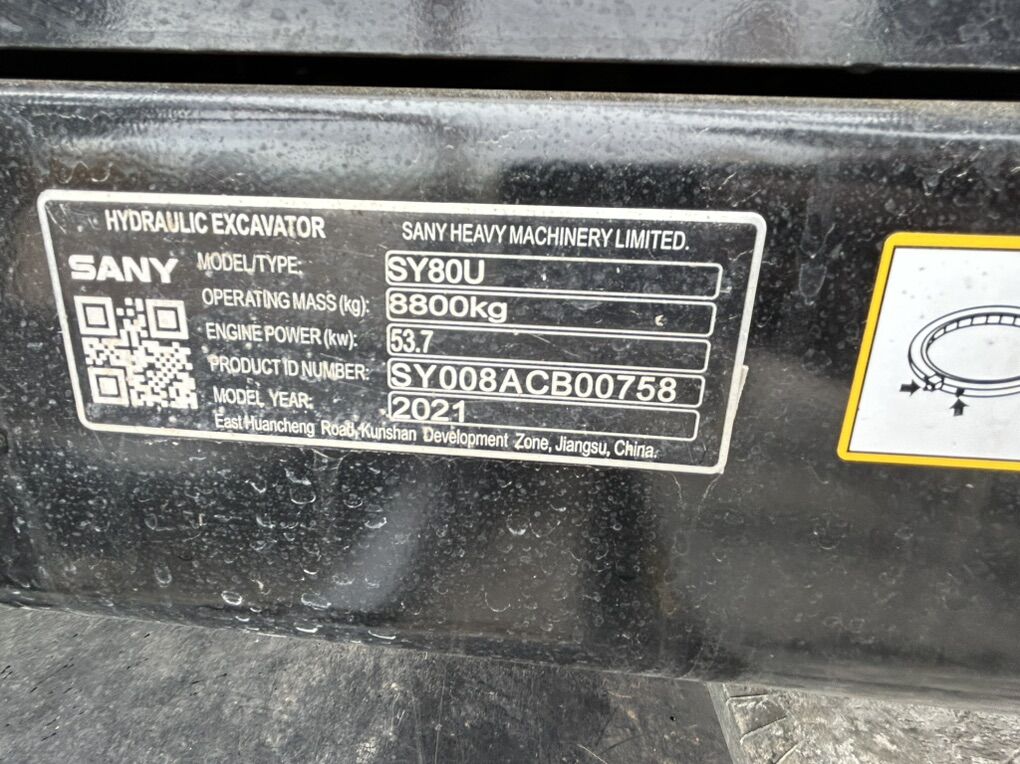 HYDRAULIC EXCAVATOR
SANY HEAVY MACHINERY LIMITED.
SANY
MODEL/TYPE: SY80U
OPERATING MASS (kg): 8800kg
ENGINE POWER (kw): 53.7
PRODUCT ID NUMBER: SY008ACB00758
MODEL YEAR: 2021
East Huancheng Road, Kunshan Development Zone, Jiangsu, China.